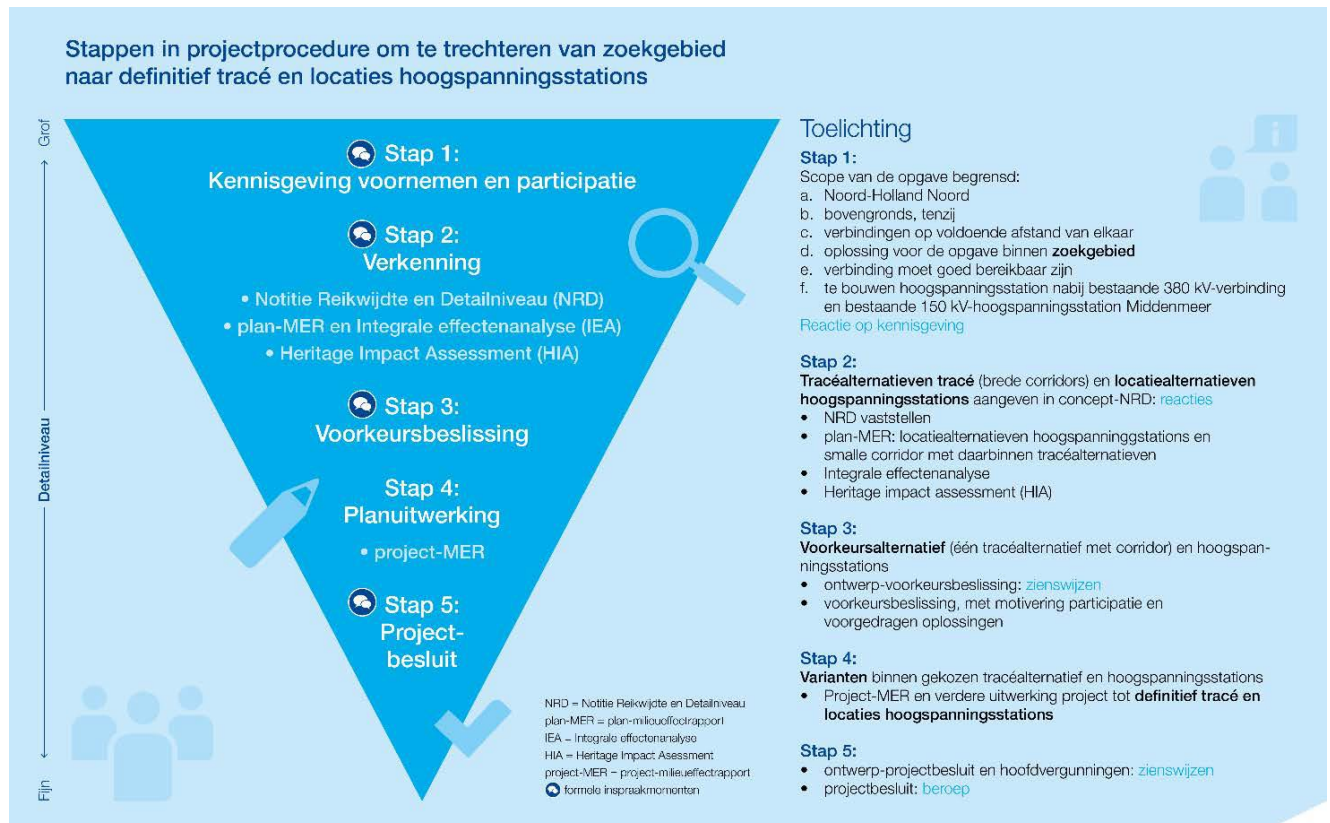 Stappen in projectprocedure om te trechteren van zoekgebied
naar definitief tracé en locaties hoogspanningsstations
Grof
Detailniveau
Fijn
Stap 1:
Kennisgeving voornemen en participatie
Stap 2:
Verkenning
• Notitie Reikwijdte en Detailniveau (NRD)
• plan-MER en Integrale effectenanalyse (IEA)
• Heritage Impact Assessment (HIA)
Stap 3:
Voorkeursbeslissing
Stap 4:
Planuitwerking
• project-MER
Stap 5:
Project-
besluit
NRD = Notitie Reikwijdte en Detailniveau
plan-MER = plan-milieueffectrapport
IEA = Integrale effectenanalyse
HIA = Heritage Impact Asessment
project-MER = project-milieueffectrapport
formele inspraakmomenten
Toelichting
Stap 1:
Scope van de opgave begrensd:
a. Noord-Holland Noord
b. bovengronds, tenzij
c. verbindingen op voldoende afstand van elkaar
d. oplossing voor de opgave binnen zoekgebied
e. verbinding moet goed bereikbaar zijn
f. te bouwen hoogspanningsstation nabij bestaande 380 kV-verbinding
en bestaande 150 kV-hoogspanningsstation Middenmeer
Reactie op kennisgeving
Stap 2:
Tracéalternatieven tracé (brede corridors) en locatiealternatieven
hoogspanningsstations aangeven in concept-NRD: reacties
• NRD vaststellen
• plan-MER: locatiealternatieven hoogspanninggstations en
smalle corridor met daarbinnen tracéalternatieven
• Integrale effectenanalyse
• Heritage impact assessment (HIA)
Stap 3:
Voorkeursalternatief (één tracéalternatief met corridor) en hoogspan-
ningsstations
• ontwerp-voorkeursbeslissing: zienswijzen
• voorkeursbeslissing, met motivering participatie en
voorgedragen oplossingen
Stap 4:
Varianten binnen gekozen tracéalternatief en hoogspanningsstations
• Project-MER en verdere uitwerking project tot definitief tracé en
locaties hoogspanningsstations
Stap 5:
• ontwerp-projectbesluit en hoofdvergunningen: zienswijzen
• projectbesluit: beroep